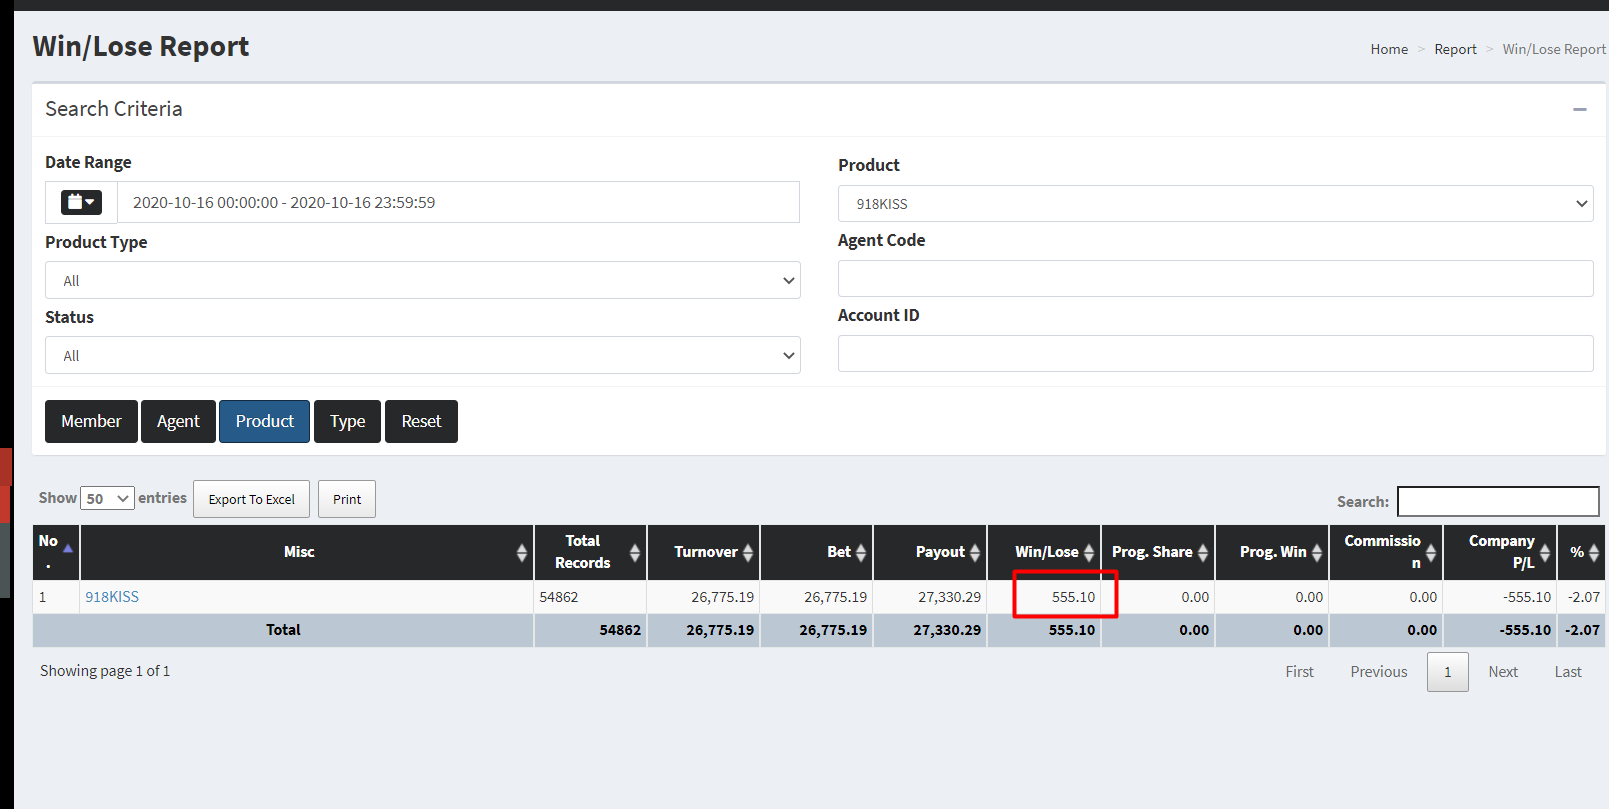 Win/Lose Report
Home > Report > Win/Lose Report
Search Criteria
Date Range
Product
2020-10-16 00:00:00 - 2020-10-16 23:59:59
918KISS
Product Type
Agent Code
All
Status
Account ID
All
Member Agent Product Type Reset
Show 50 entries Export To Excel Print
Search:
No. Misc Total Records Turnover Bet Payout Win/Lose Prog. Share Prog. Win Commission Company P/L %
1 918KISS 54862 26,775.19 26,775.19 27,330.29 555.10 0.00 0.00 0.00 -555.10 -2.07
Total 54862 26,775.19 26,775.19 27,330.29 555.10 0.00 0.00 0.00 -555.10 -2.07
Showing page 1 of 1
First Previous 1 Next Last